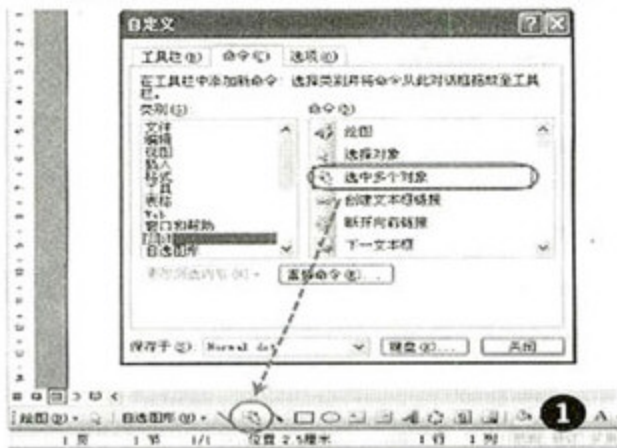 自定义
工具栏(B) 命令(C) 选项(O)
在工具栏中添加新命令: 选择类别并将命令从此对话框拖放至工具
栏。
类别(G): 命令(D):
文件
编辑
视图
插入
格式
工具
表格
Web
窗口和帮助
绘图
自选图形
绘图
选择对象
选中多个对象
创建文本框链接
断开向前链接
下一文本框
重排命令(R)...
保存于(S): Normal.dot 键盘(K)... 关闭
绘图(D) 自选图形(U) 1 A
1 页 1 节 1/1 位置 2.5厘米 1 行 1 列